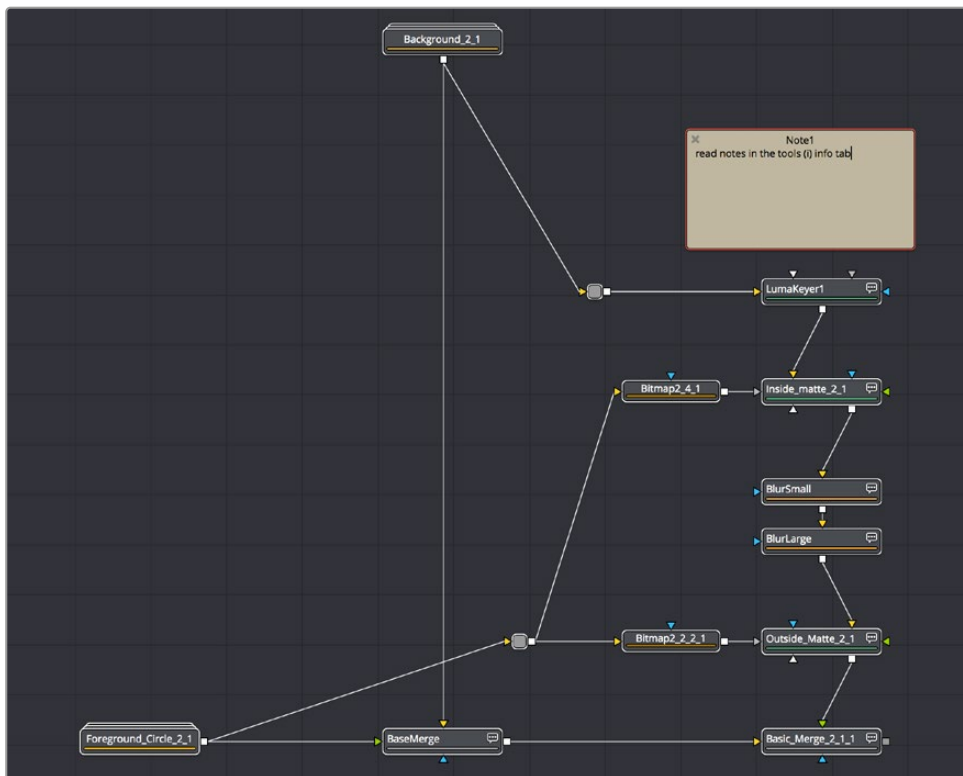 Background_2_1
Note1
read notes in the tools (i) info tab
LumaKeyer1
Bitmap2_4_1
Inside_matte_2_1
BlurSmall
BlurLarge
Bitmap2_2_2_1
Outside_Matte_2_1
Foreground_Circle_2_1
BaseMerge
Basic_Merge_2_1_1